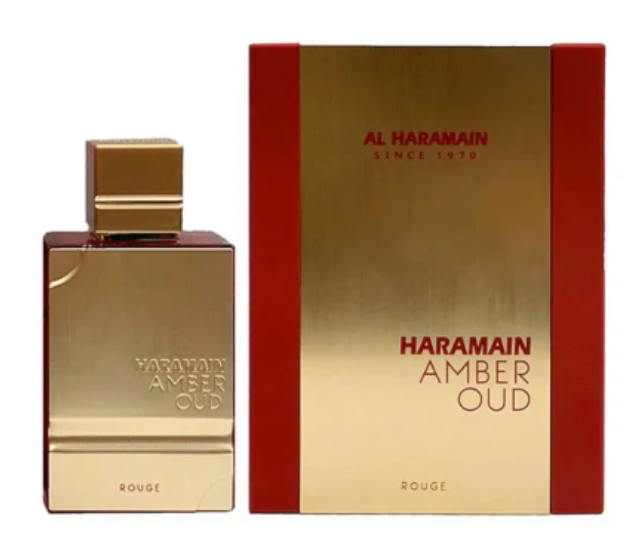 HARAMAIN
AMBER
OUD
ROUGE
AL HARAMAIN
SINCE 1970
HARAMAIN
AMBER
OUD
ROUGE